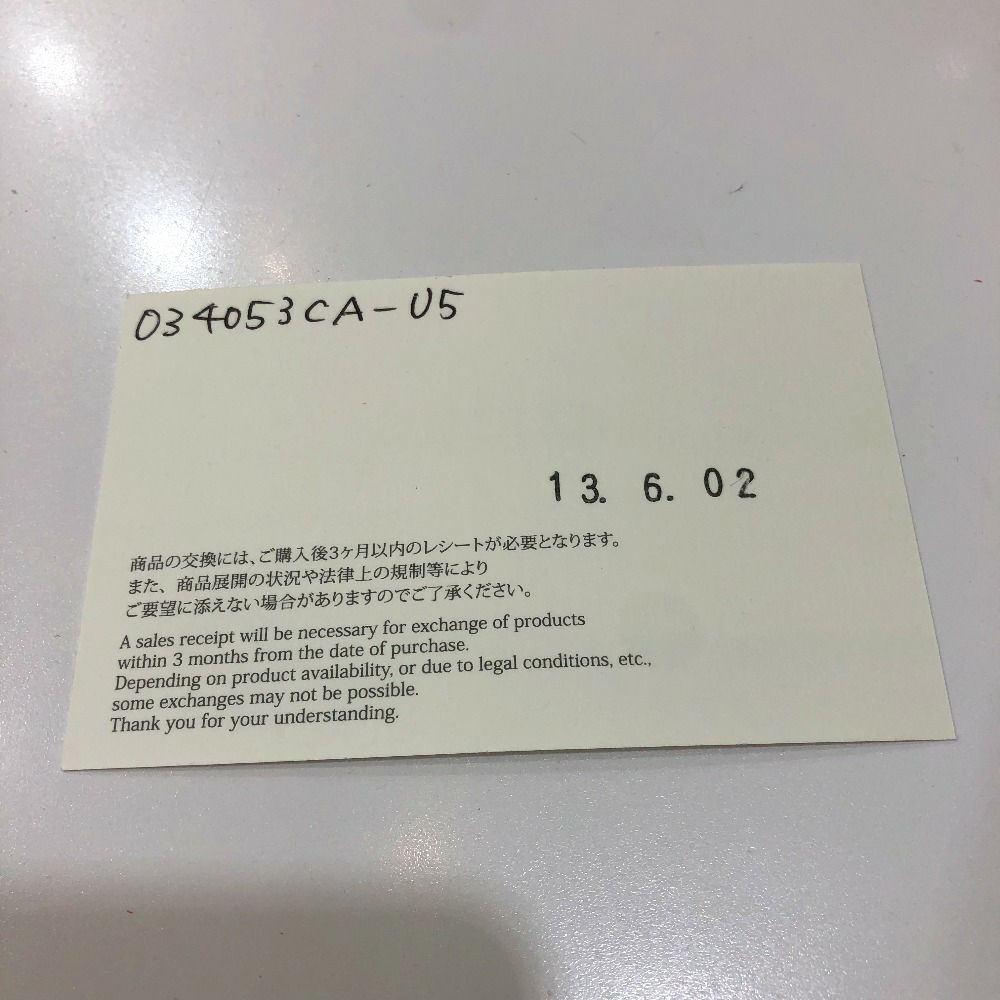 034053CA-U5
13. 6. 02
商品の交換には、ご購入後3ヶ月以内のレシートが必要となります。
また、商品展開の状況や法律上の規制等により
ご要望に添えない場合がありますのでご了承ください。
A sales receipt will be necessary for exchange of products
within 3 months from the date of purchase.
Depending on product availability, or due to legal conditions, etc.,
some exchanges may not be possible.
Thank you for your understanding.